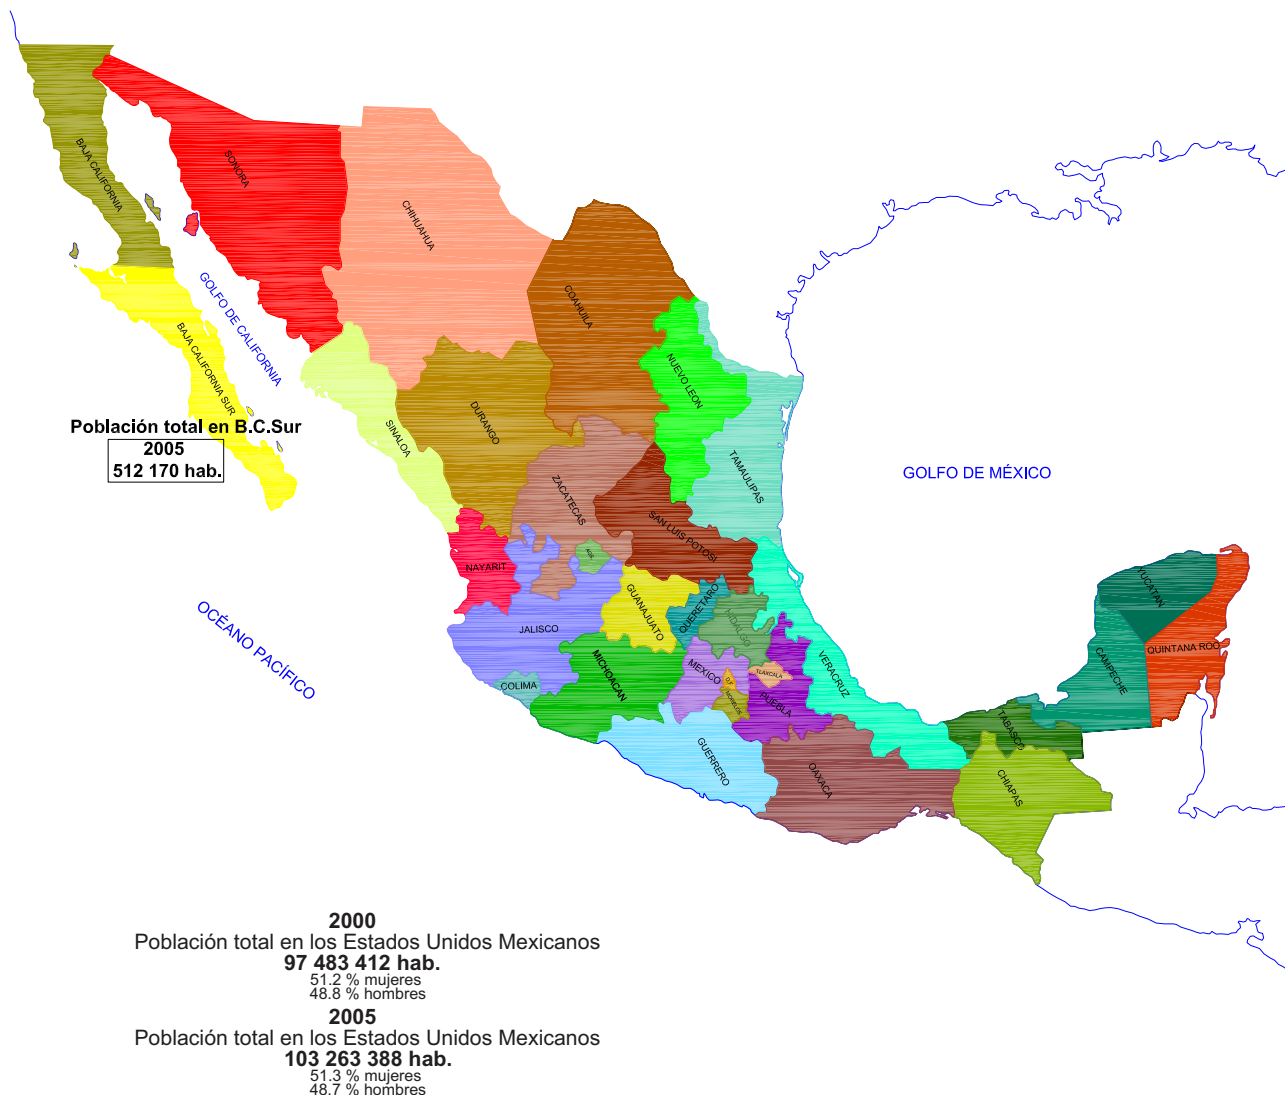 BAJA CALIFORNIA
SONORA
CHIHUAHUA
COAHUILA
GOLFO DE CALIFORNIA
BAJA CALIFORNIA SUR
NUEVO LEON
DURANGO
SINALOA
Población total en B.C.Sur
2005
512 170 hab.
TAMAULIPAS
GOLFO DE MÉXICO
ZACATECAS
SAN LUIS POTOSI
AGS.
NAYARIT
YUCATAN
GUANAJUATO
QUERETARO
HIDALGO
JALISCO
OCÉANO PACÍFICO
QUINTANA ROO
CAMPECHE
MICHOACAN
MEXICO
TLAXCALA
VERACRUZ
COLIMA
D.F.
MORELOS
PUEBLA
TABASCO
GUERRERO
OAXACA
CHIAPAS
2000
Población total en los Estados Unidos Mexicanos
97 483 412 hab.
51.2 % mujeres
48.8 % hombres
2005
Población total en los Estados Unidos Mexicanos
103 263 388 hab.
51.3 % mujeres
48.7 % hombres